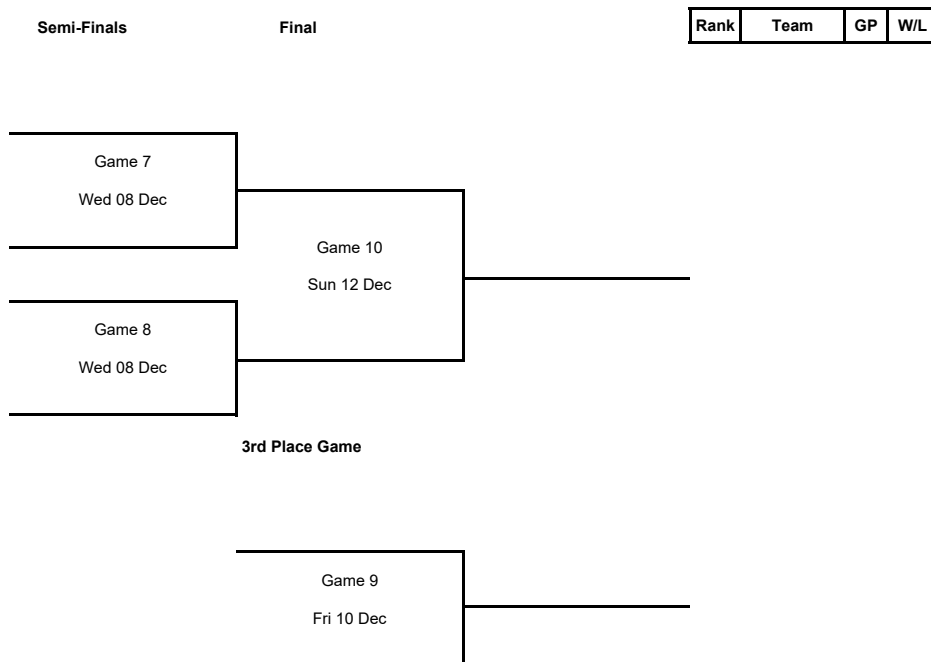 Semi-Finals Final Rank Team GP W/L
Game 7
Wed 08 Dec
Game 10
Sun 12 Dec
Game 8
Wed 08 Dec
3rd Place Game
Game 9
Fri 10 Dec